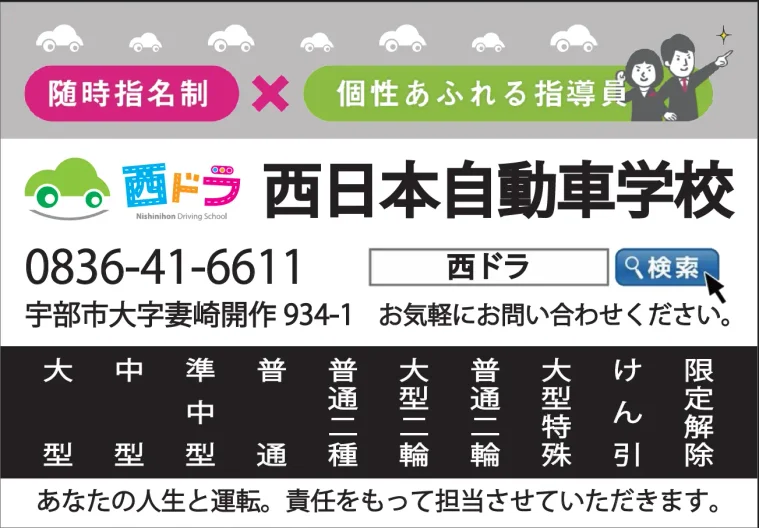 随時指名制 × 個性あふれる指導員
西ドラ 西日本自動車学校
Nishinihon Driving School
0836-41-6611 西ドラ 検索
宇部市大字妻崎開作 934-1 お気軽にお問い合わせください。
大型 中型 準中型 普通 普通二種 大型二輪 普通二輪 大型特殊 けん引 限定解除
あなたの人生と運転。責任をもって担当させていただきます。